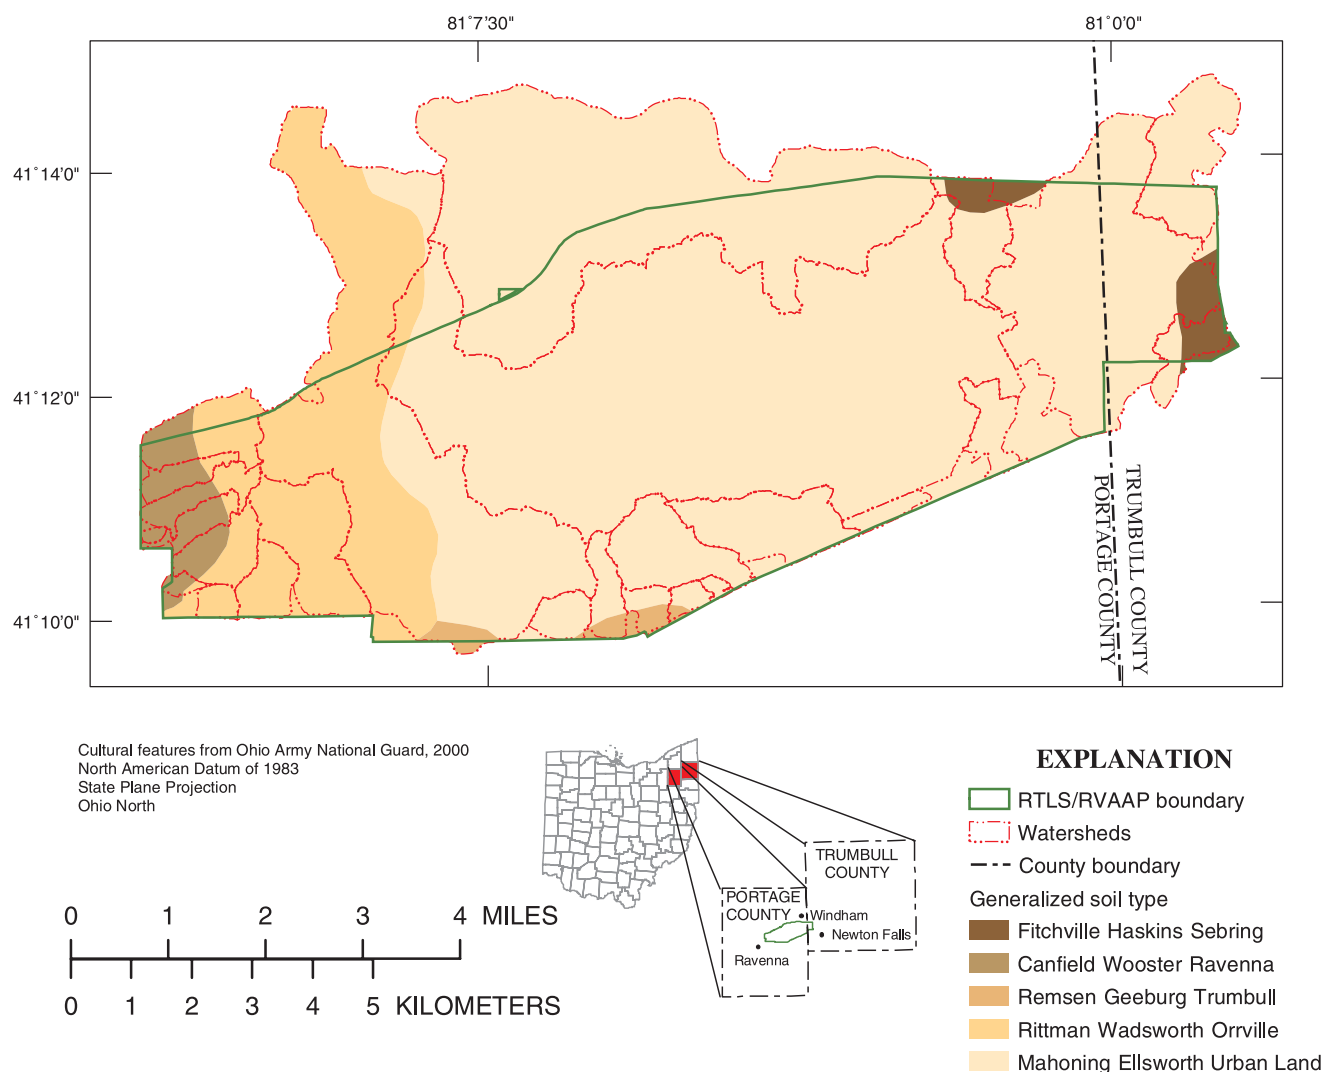 81°7'30"
81°0'0"
41°14'0"
41°12'0"
41°10'0"
TRUMBULL COUNTY
PORTAGE COUNTY
Cultural features from Ohio Army National Guard, 2000
North American Datum of 1983
State Plane Projection
Ohio North
0 1 2 3 4 MILES
0 1 2 3 4 5 KILOMETERS
TRUMBULL
COUNTY
PORTAGE
COUNTY
Windham
Newton Falls
Ravenna
EXPLANATION
RTLS/RVAAP boundary
Watersheds
County boundary
Generalized soil type
Fitchville Haskins Sebring
Canfield Wooster Ravenna
Remsen Geeburg Trumbull
Rittman Wadsworth Orrville
Mahoning Ellsworth Urban Land